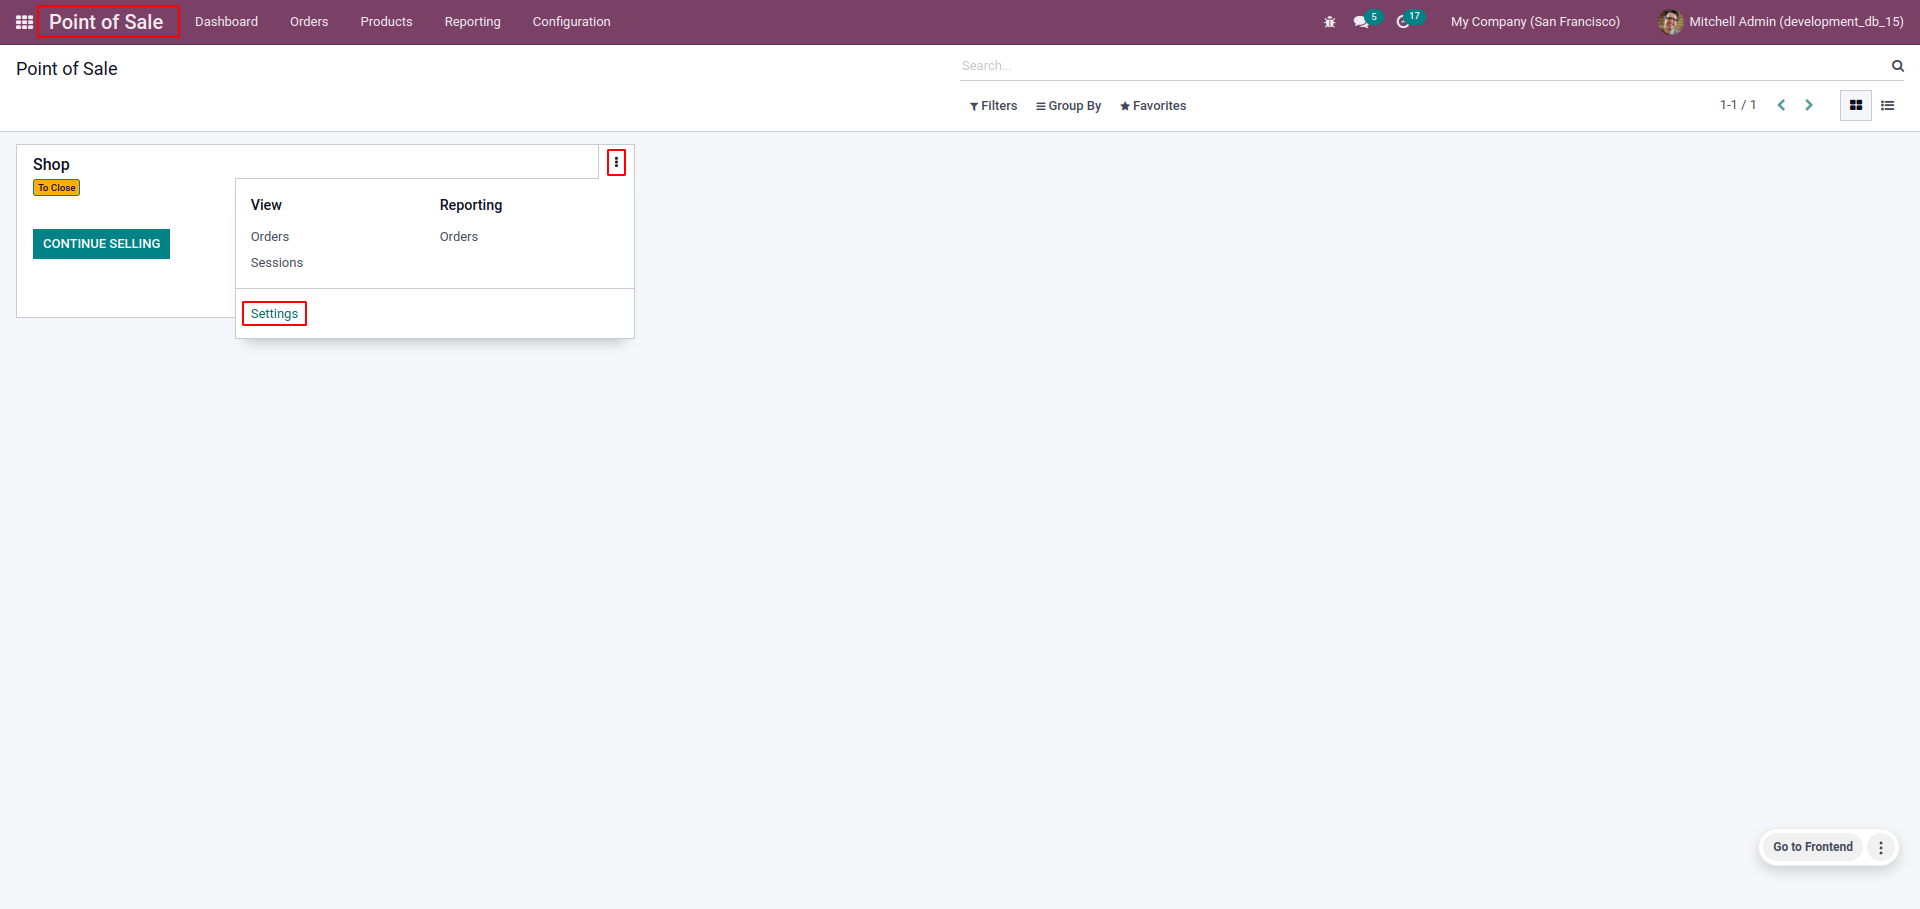 Point of Sale Dashboard Orders Products Reporting Configuration 5 17 My Company (San Francisco) Mitchell Admin (development_db_15)
Point of Sale Search...
Filters Group By Favorites 1-1 / 1
Shop
To Close
CONTINUE SELLING
View Reporting
Orders Orders
Sessions
Settings
Go to Frontend